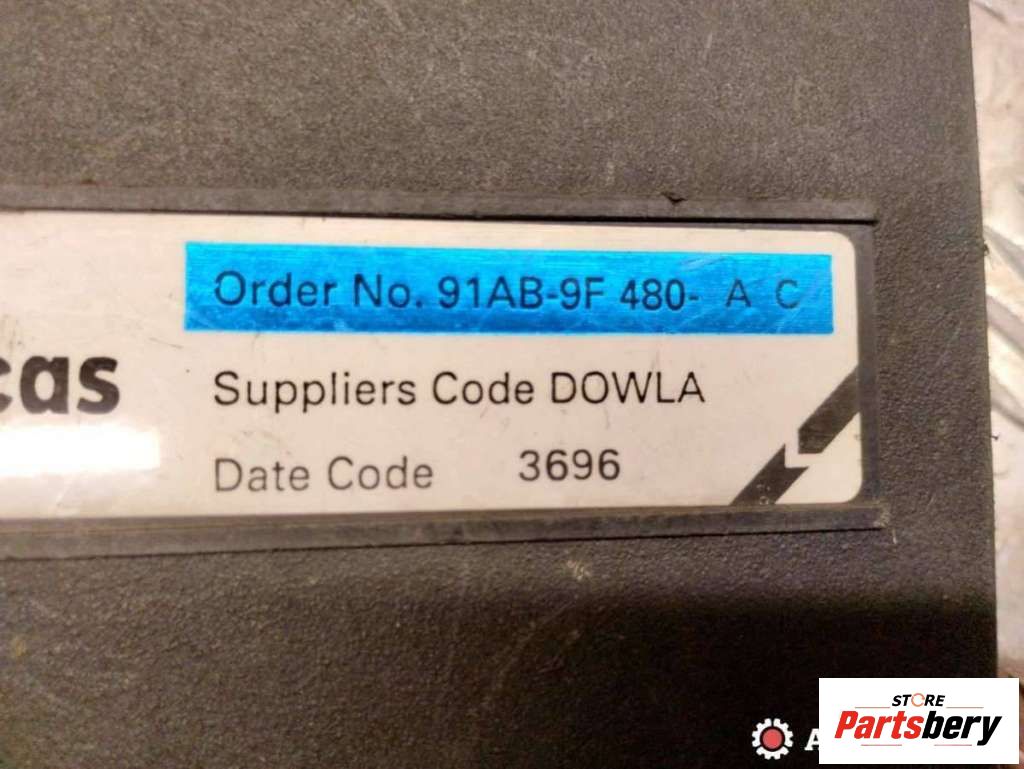 Order No. 91AB-9F 480- A C
cas
Suppliers Code DOWLA
Date Code 3696
STORE
Partsbery
A